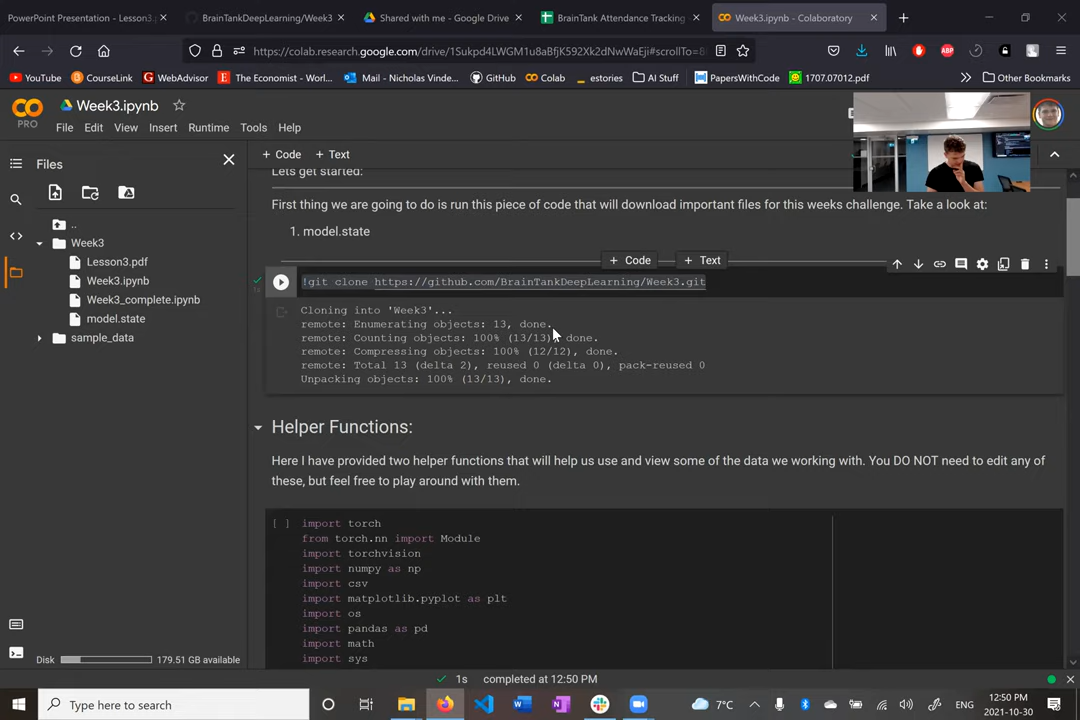 PowerPoint Presentation - Lesson3.
BrainTankDeepLearning/Week3
Shared with me - Google Drive
BrainTank Attendance Tracking
Week3.ipynb - Colaboratory
https://colab.research.google.com/drive/1Sukpd4LWGM1u8aBfjK592Xk2dNwWaEji#scrollTo=8
YouTube
CourseLink
WebAdvisor
The Economist - Worl...
Mail - Nicholas Vinde...
GitHub
Colab
estories
AI Stuff
PapersWithCode
1707.07012.pdf
Other Bookmarks
PRO
Week3.ipynb
File Edit View Insert Runtime Tools Help
Files
+ Code + Text
..
Week3
Lesson3.pdf
Week3.ipynb
Week3_complete.ipynb
model.state
sample_data
Disk 179.51 GB available
Lets get started:
First thing we are going to do is run this piece of code that will download important files for this weeks challenge. Take a look at:
1. model.state
+ Code + Text
!git clone https://github.com/BrainTankDeepLearning/Week3.git
1s
Cloning into 'Week3'...
remote: Enumerating objects: 13, done.
remote: Counting objects: 100% (13/13), done.
remote: Compressing objects: 100% (12/12), done.
remote: Total 13 (delta 2), reused 0 (delta 0), pack-reused 0
Unpacking objects: 100% (13/13), done.
Helper Functions:
Here I have provided two helper functions that will help us use and view some of the data we working with. You DO NOT need to edit any of
these, but feel free to play around with them.
[ ] import torch
from torch.nn import Module
import torchvision
import numpy as np
import csv
import matplotlib.pyplot as plt
import os
import pandas as pd
import math
import sys
1s completed at 12:50 PM
Type here to search
7°C
ENG
12:50 PM
2021-10-30